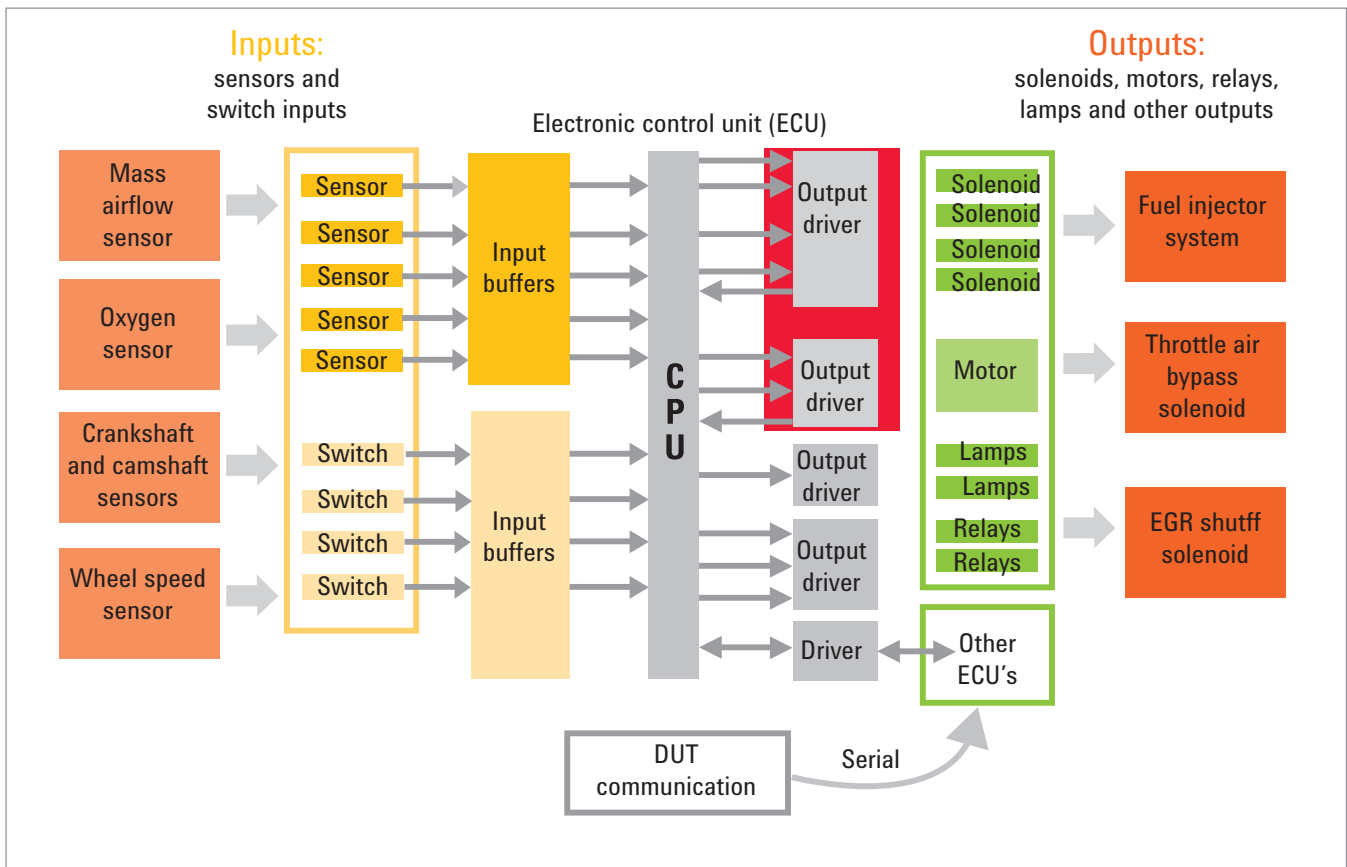 Inputs:
sensors and
switch inputs
Outputs:
solenoids, motors, relays,
lamps and other outputs
Electronic control unit (ECU)
Mass
airflow
sensor
Oxygen
sensor
Crankshaft
and camshaft
sensors
Wheel speed
sensor
Sensor
Sensor
Sensor
Sensor
Sensor
Switch
Switch
Switch
Switch
Input
buffers
Input
buffers
C
P
U
Output
driver
Output
driver
Output
driver
Output
driver
Driver
Solenoid
Solenoid
Solenoid
Solenoid
Motor
Lamps
Lamps
Relays
Relays
Other
ECU's
Fuel injector
system
Throttle air
bypass
solenoid
EGR shutff
solenoid
DUT
communication
Serial